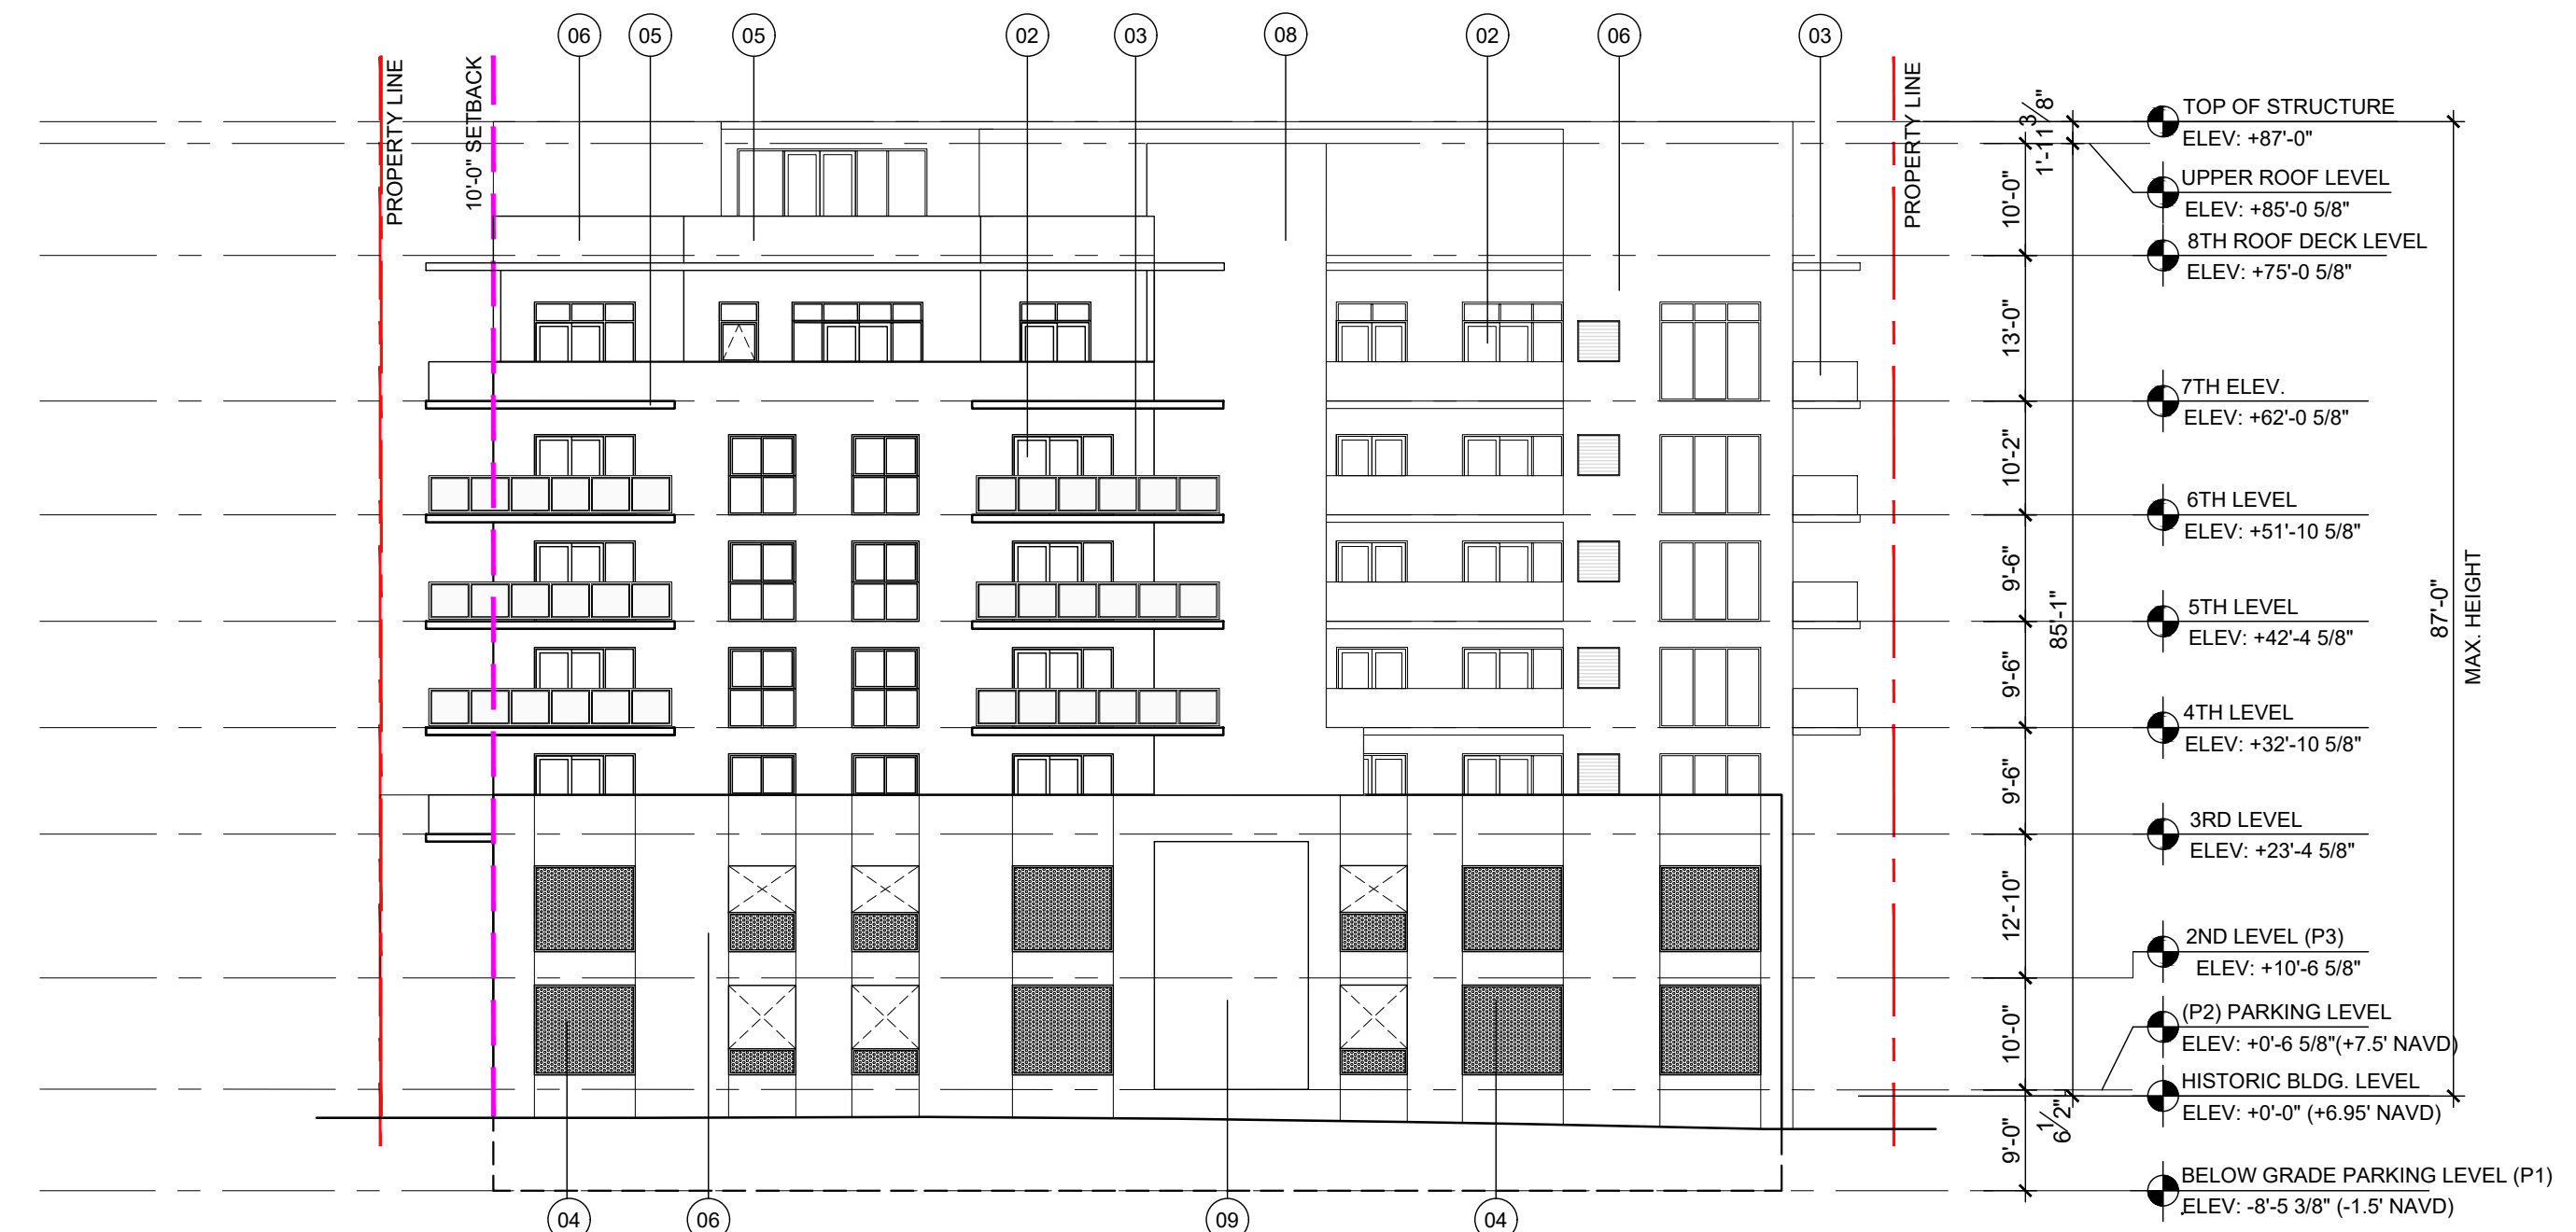 06
05
05
02
03
08
02
06
03
PROPERTY LINE
10'-0" SETBACK
PROPERTY LINE
1'-11 3/8"
10'-0"
13'-0"
10'-2"
9'-6"
9'-6"
9'-6"
12'-10"
10'-0"
9'-0"
85'-1"
6 1/2"
TOP OF STRUCTURE
ELEV: +87'-0"
UPPER ROOF LEVEL
ELEV: +85'-0 5/8"
8TH ROOF DECK LEVEL
ELEV: +75'-0 5/8"
7TH ELEV.
ELEV: +62'-0 5/8"
6TH LEVEL
ELEV: +51'-10 5/8"
5TH LEVEL
ELEV: +42'-4 5/8"
4TH LEVEL
ELEV: +32'-10 5/8"
3RD LEVEL
ELEV: +23'-4 5/8"
2ND LEVEL (P3)
ELEV: +10'-6 5/8"
(P2) PARKING LEVEL
ELEV: +0'-6 5/8"(+7.5' NAVD)
HISTORIC BLDG. LEVEL
ELEV: +0'-0" (+6.95' NAVD)
BELOW GRADE PARKING LEVEL (P1)
ELEV: -8'-5 3/8" (-1.5' NAVD)
87'-0"
MAX. HEIGHT
04
06
09
04